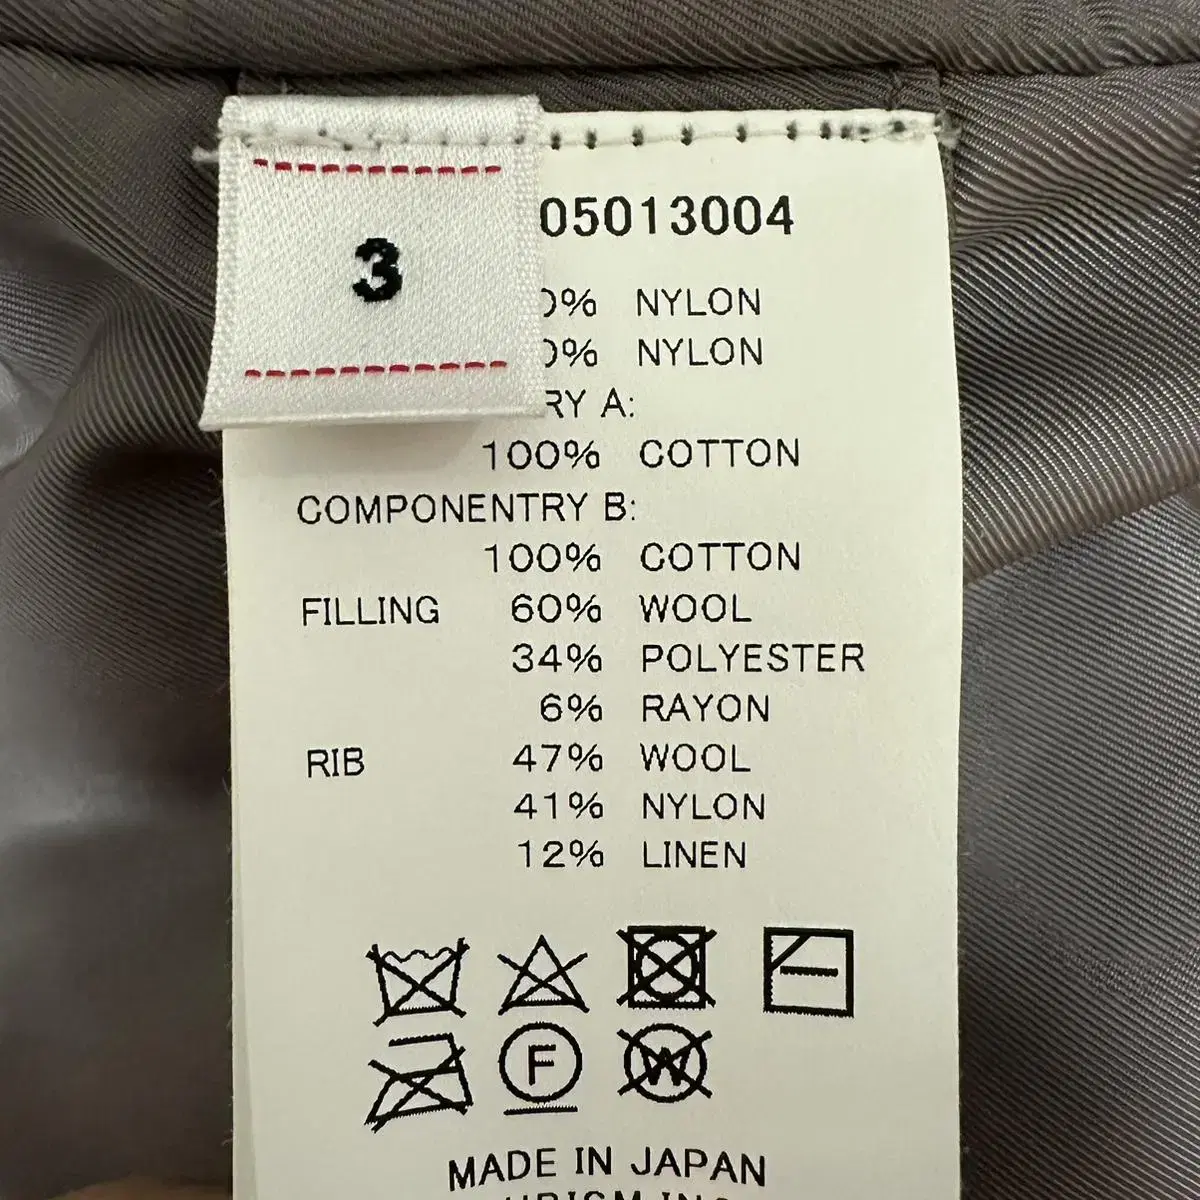 3
05013004
0% NYLON
0% NYLON
RY A:
100% COTTON
COMPONENTRY B:
100% COTTON
FILLING 60% WOOL
34% POLYESTER
6% RAYON
RIB 47% WOOL
41% NYLON
12% LINEN
F
W
MADE IN JAPAN